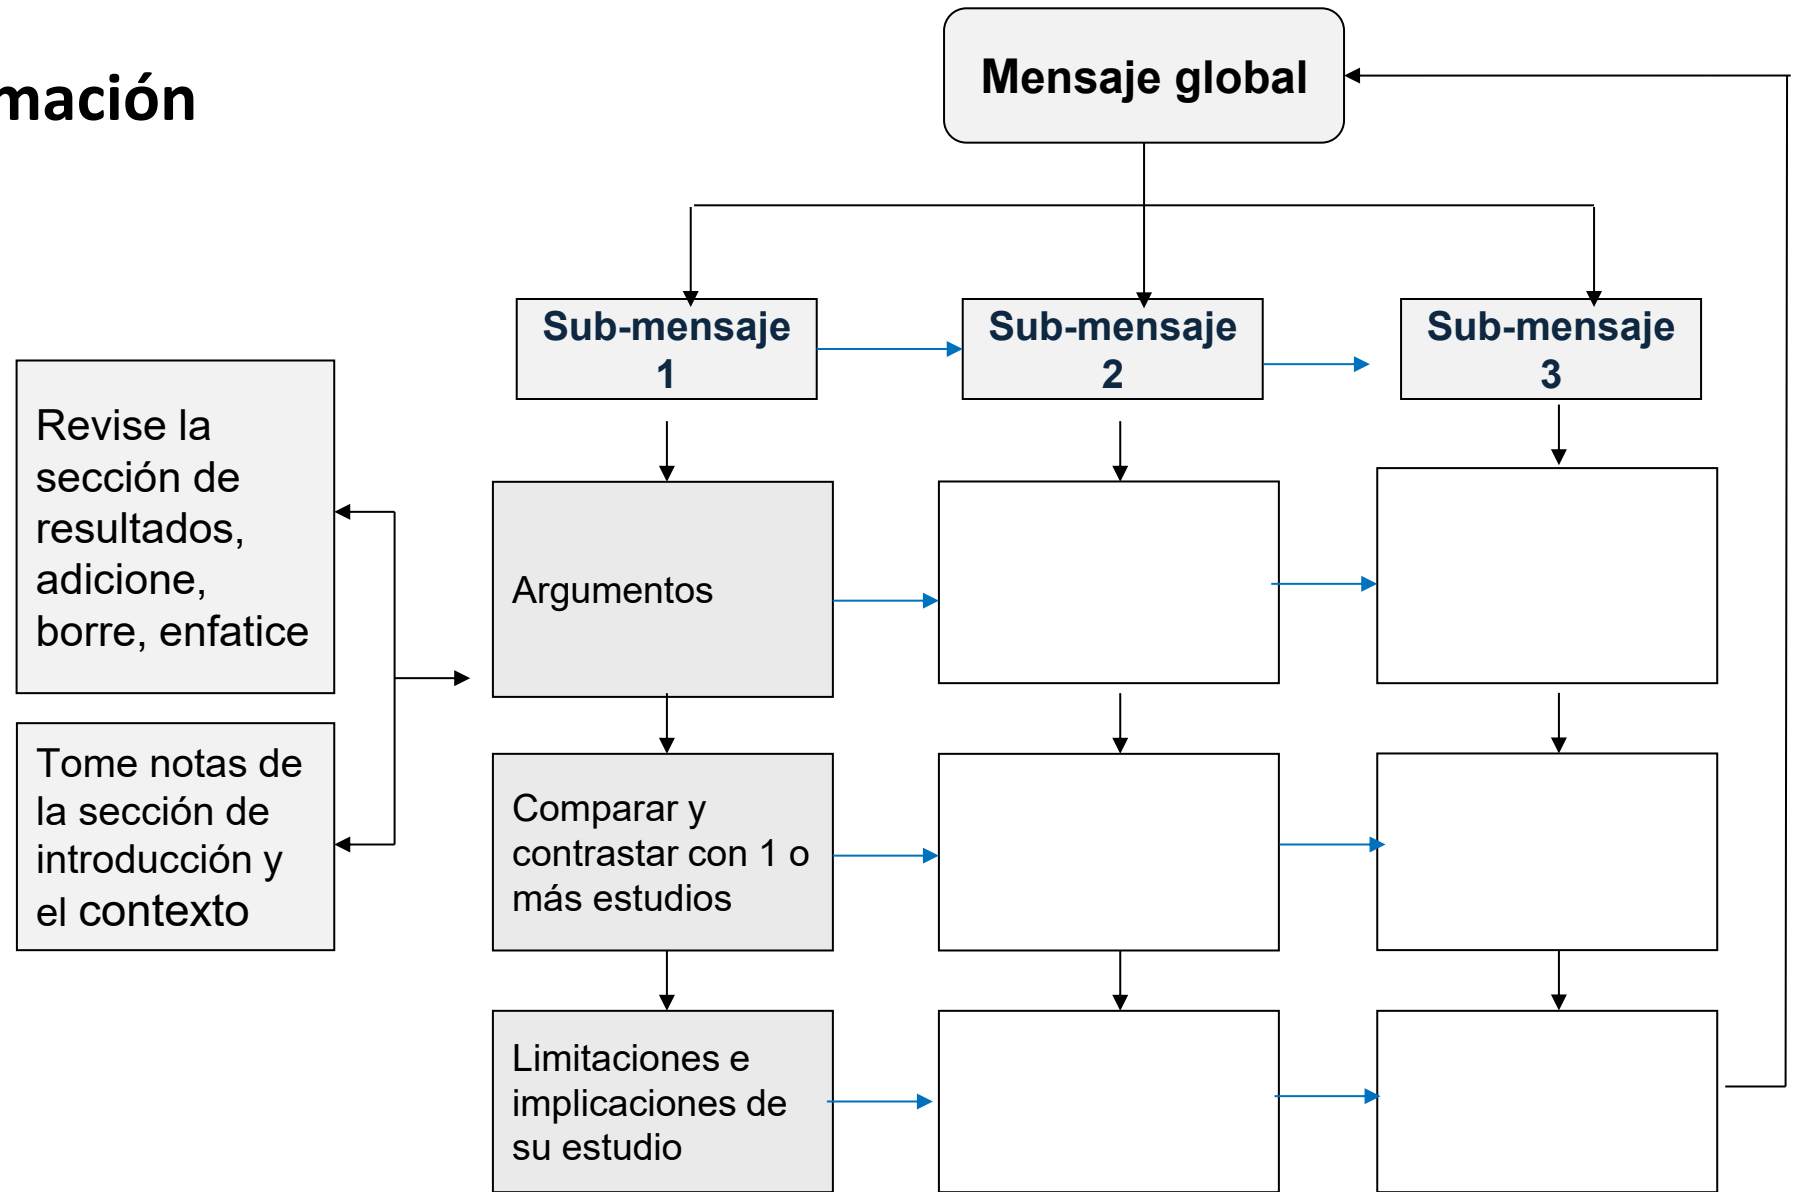 mación
Mensaje global
Sub-mensaje
1
Sub-mensaje
2
Sub-mensaje
3
Revise la
sección de
resultados,
adicione,
borre, enfatice
Tome notas de
la sección de
introducción y
el contexto
Argumentos
Comparar y
contrastar con 1 o
más estudios
Limitaciones e
implicaciones de
su estudio